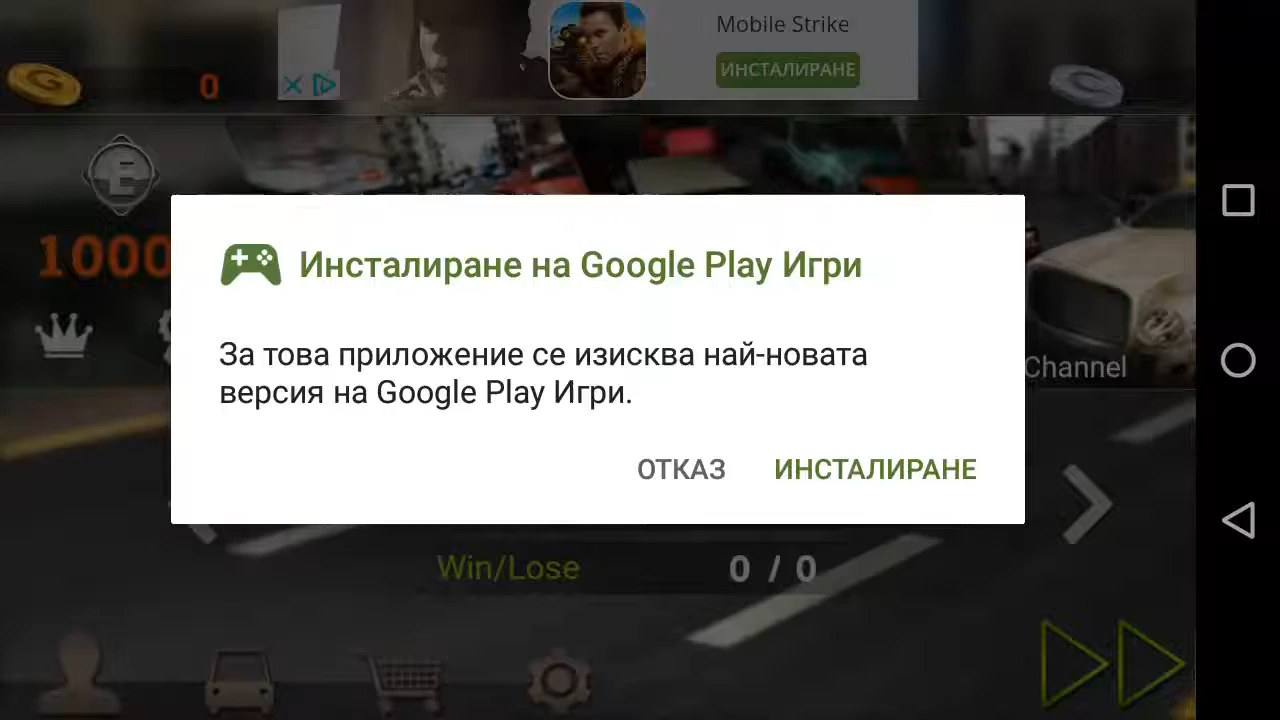 Mobile Strike
ИНСТАЛИРАНЕ
G
0
C
E
1000
Инсталиране на Google Play Игри
За това приложение се изисква най-новата
версия на Google Play Игри.
Channel
ОТКАЗ
ИНСТАЛИРАНЕ
Win/Lose
0 / 0